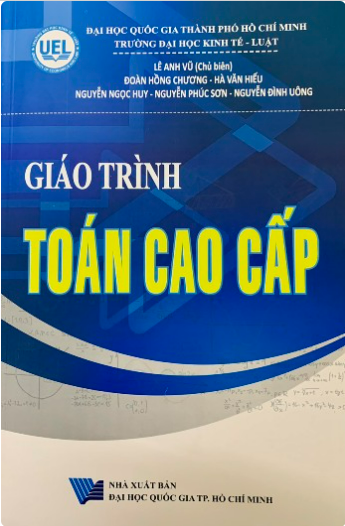 UEL
ĐẠI HỌC QUỐC GIA THÀNH PHỐ HỒ CHÍ MINH
TRƯỜNG ĐẠI HỌC KINH TẾ - LUẬT
LÊ ANH VŨ (Chủ biên)
ĐOÀN HỒNG CHƯƠNG - HÀ VĂN HIẾU
NGUYỄN NGỌC HUY - NGUYỄN PHÚC SƠN - NGUYỄN ĐÌNH UÔNG
GIÁO TRÌNH
TOÁN CAO CẤP
NHÀ XUẤT BẢN
ĐẠI HỌC QUỐC GIA TP. HỒ CHÍ MINH